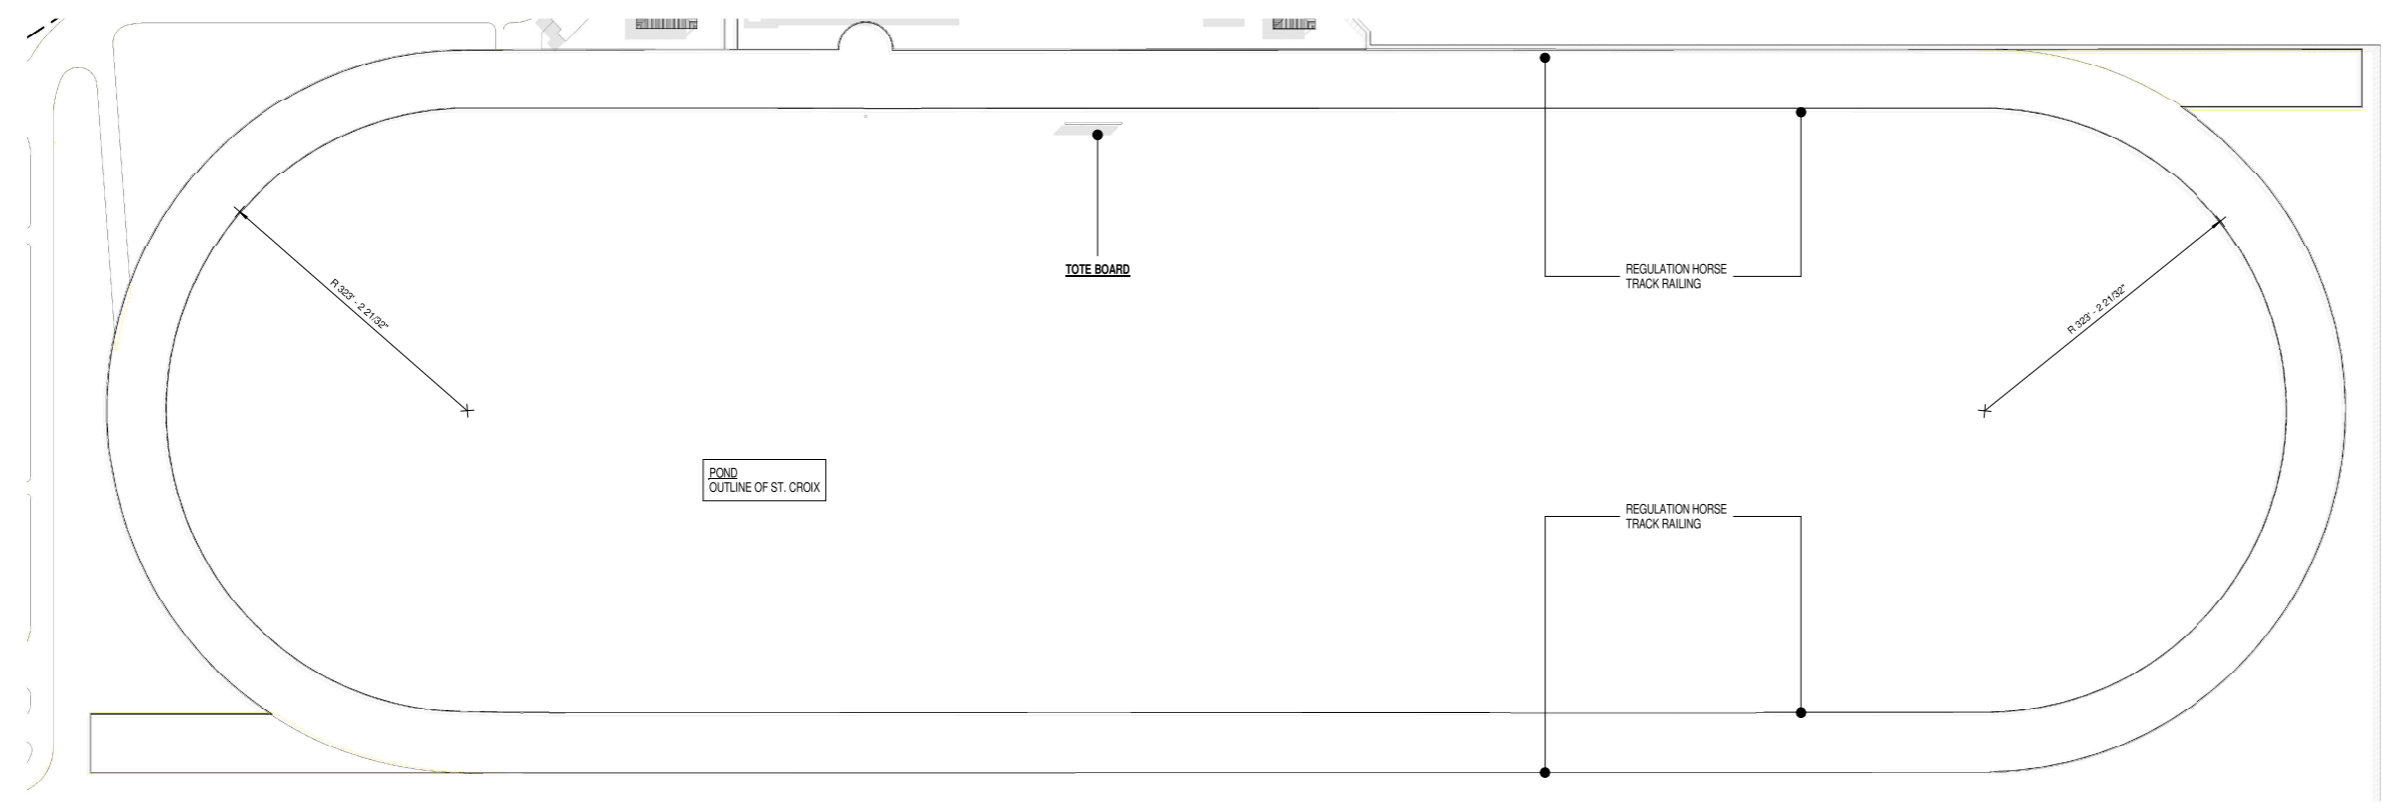 TOTE BOARD
REGULATION HORSE
TRACK RAILING
R 323' - 2 21/32"
R 323' - 2 21/32"
POND
OUTLINE OF ST. CROIX
REGULATION HORSE
TRACK RAILING